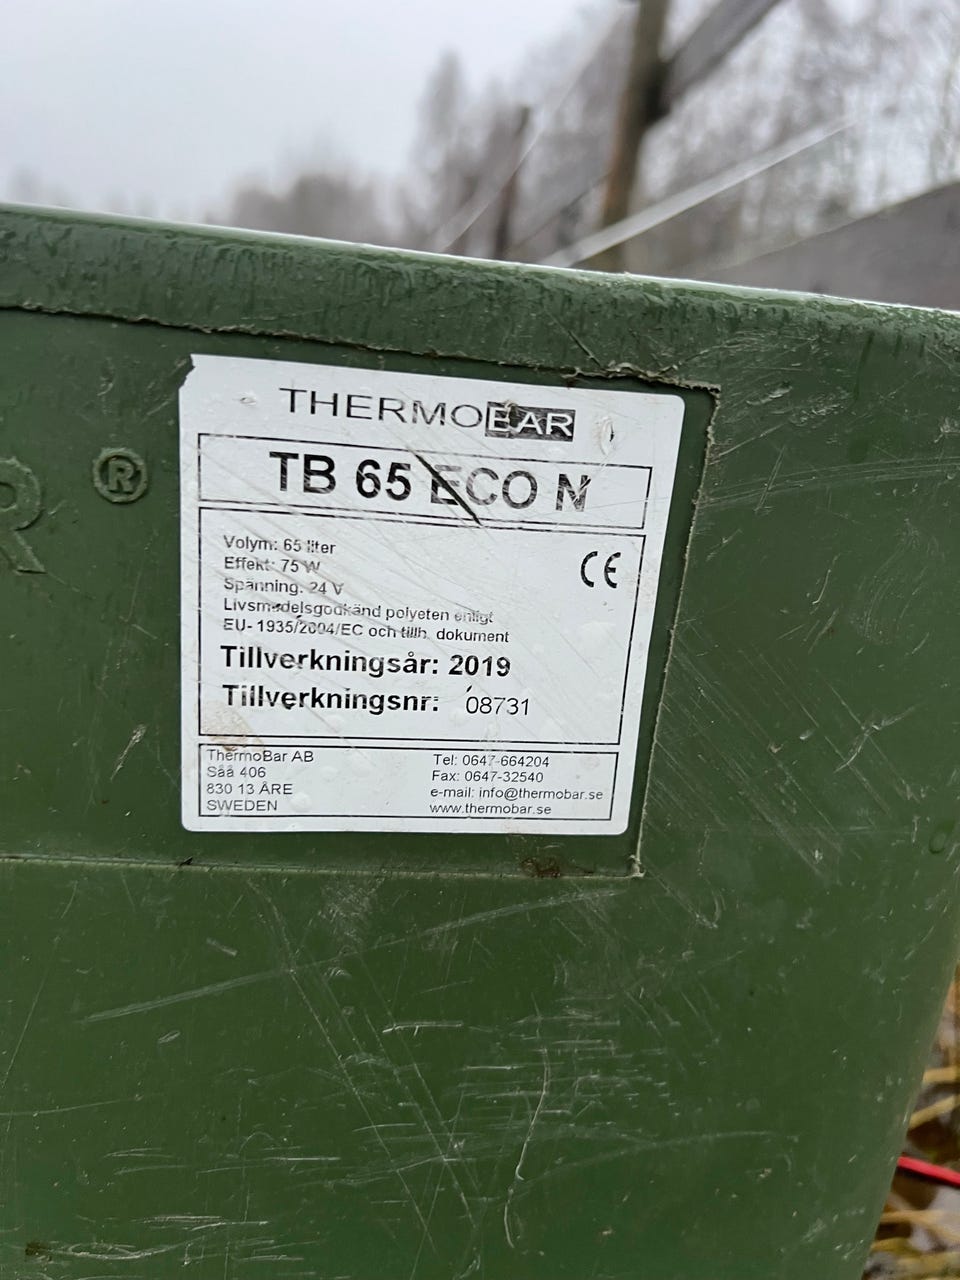 THERMOBAR
R ®
TB 65 ECO N
Volym: 65 liter
Effekt: 75 W
Spänning: 24 V
CE
Livsmedelsgodkänd polyeten enligt
EU- 1935/2004/EC och tillh. dokument
Tillverkningsår: 2019
Tillverkningsnr: 08731
ThermoBar AB
Såå 406
830 13 ÅRE
SWEDEN
Tel: 0647-664204
Fax: 0647-32540
e-mail: info@thermobar.se
www.thermobar.se